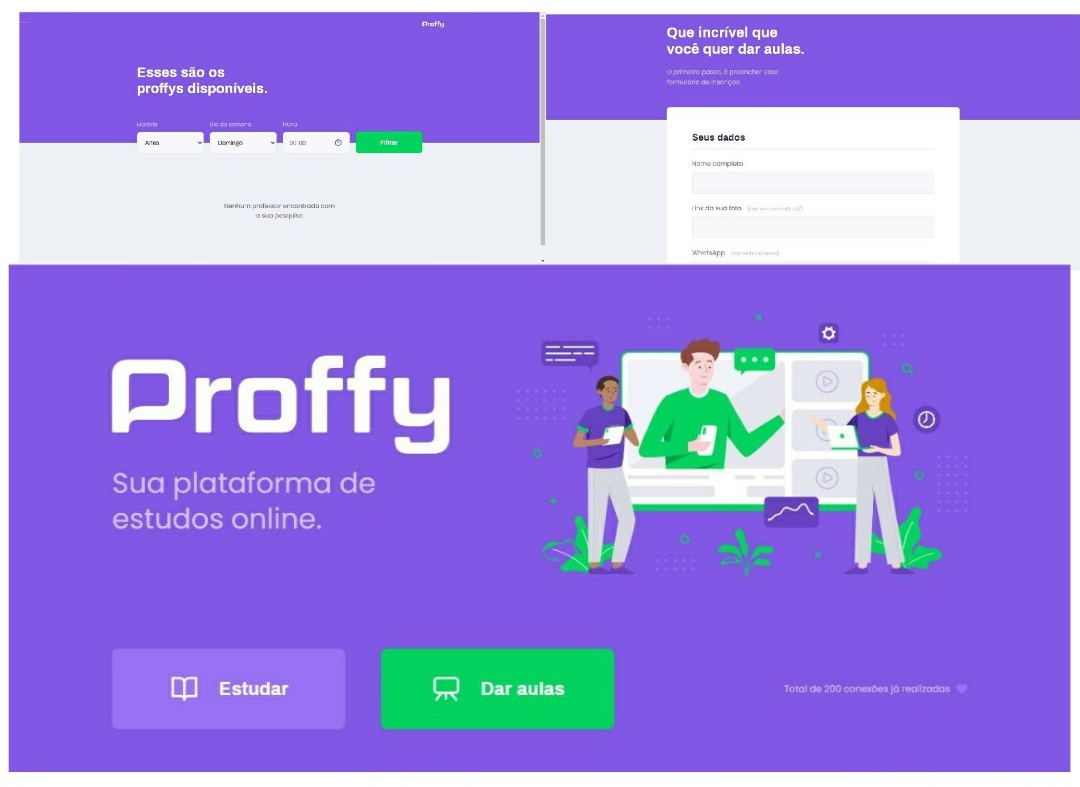 Proffy
Esses são os
proffys disponíveis.
Matéria
Dia da semana
Hora
Artes
Domingo
00:00
Filtrar
Nenhum professor encontrado com
a sua pesquisa
Que incrível que
você quer dar aulas.
O primeiro passo, é preencher esse
formulário de inscrição
Seus dados
Nome completo
Link da sua foto
WhatsApp
Proffy
Sua plataforma de
estudos online.
Estudar
Dar aulas
Total de 200 conexões já realizadas